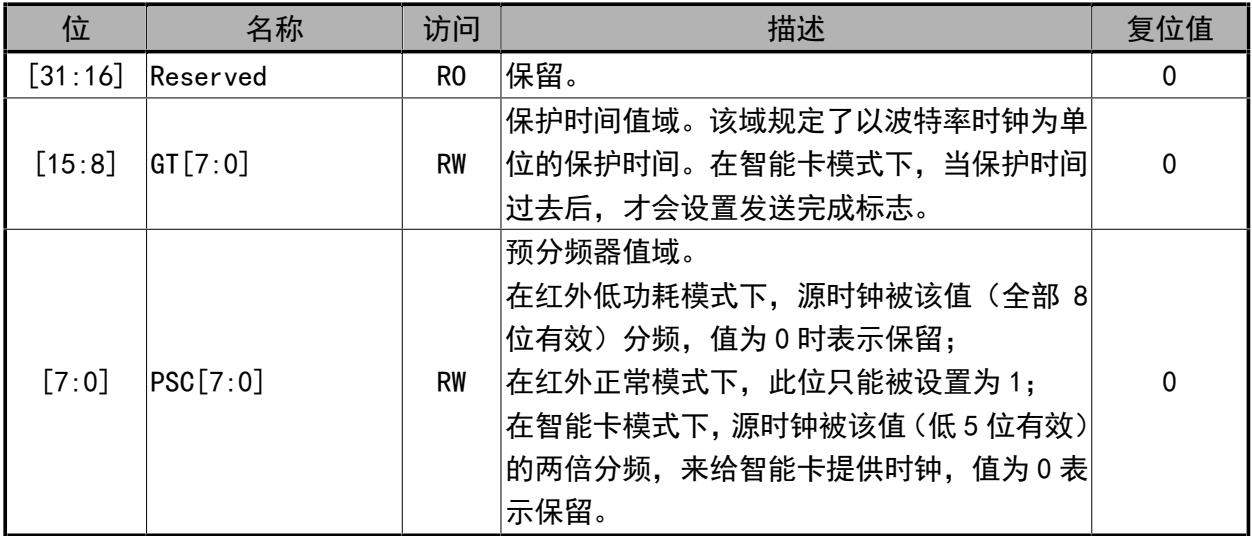 位 名称 访问 描述 复位值
[31:16] Reserved RO 保留。 0
保护时间值域。该域规定了以波特率时钟为单
[15:8] GT[7:0] RW 位的保护时间。在智能卡模式下，当保护时间 0
过去后，才会设置发送完成标志。
预分频器值域。
在红外低功耗模式下，源时钟被该值（全部 8
位有效）分频，值为 0 时表示保留；
[7:0] PSC[7:0] RW 在红外正常模式下，此位只能被设置为 1； 0
在智能卡模式下，源时钟被该值（低 5 位有效）
的两倍分频，来给智能卡提供时钟，值为 0 表
示保留。